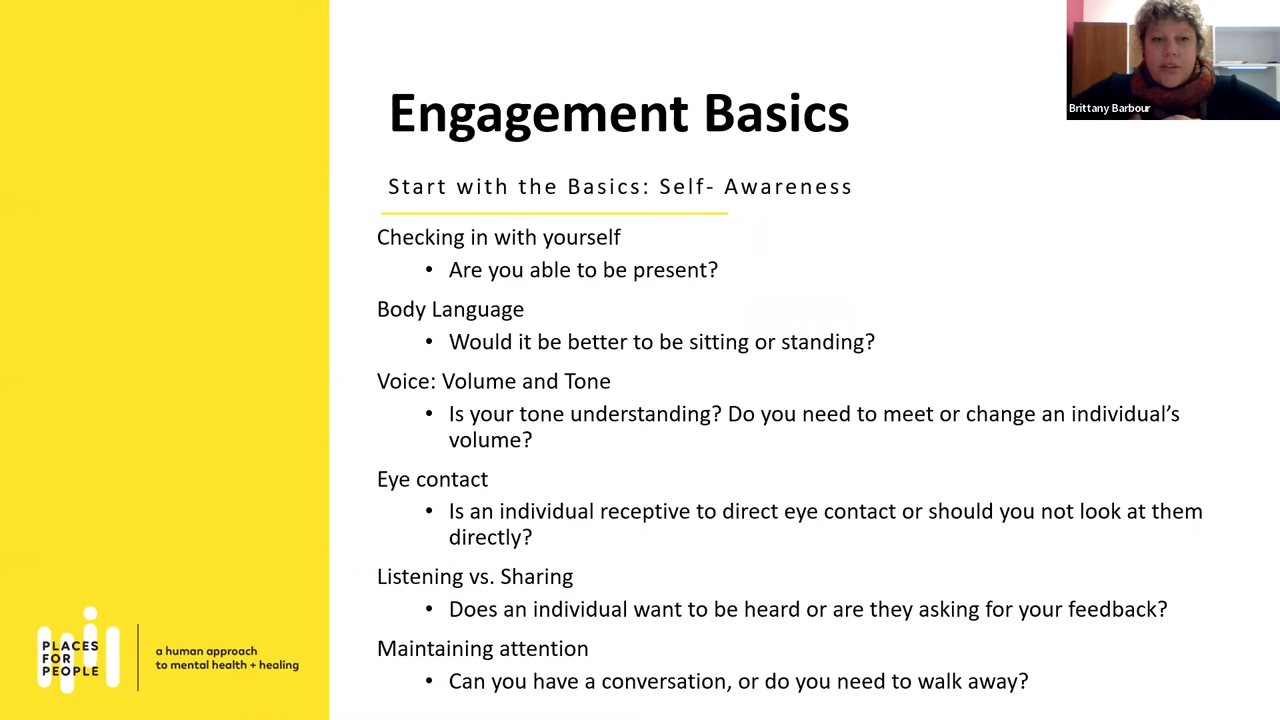 Brittany Barbour
Engagement Basics
Start with the Basics: Self- Awareness
Checking in with yourself
• Are you able to be present?
Body Language
• Would it be better to be sitting or standing?
Voice: Volume and Tone
• Is your tone understanding? Do you need to meet or change an individual’s
volume?
Eye contact
• Is an individual receptive to direct eye contact or should you not look at them
directly?
Listening vs. Sharing
• Does an individual want to be heard or are they asking for your feedback?
Maintaining attention
• Can you have a conversation, or do you need to walk away?
PLACES
FOR
PEOPLE
a human approach
to mental health + healing